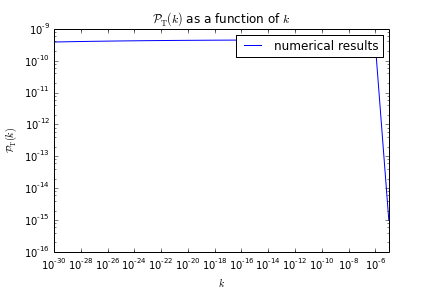 𝒫_T(k) as a function of k
numerical results
10^-9
10^-10
10^-11
10^-12
10^-13
10^-14
10^-15
10^-16
𝒫_T(k)
10^-30 10^-28 10^-26 10^-24 10^-22 10^-20 10^-18 10^-16 10^-14 10^-12 10^-10 10^-8 10^-6
k